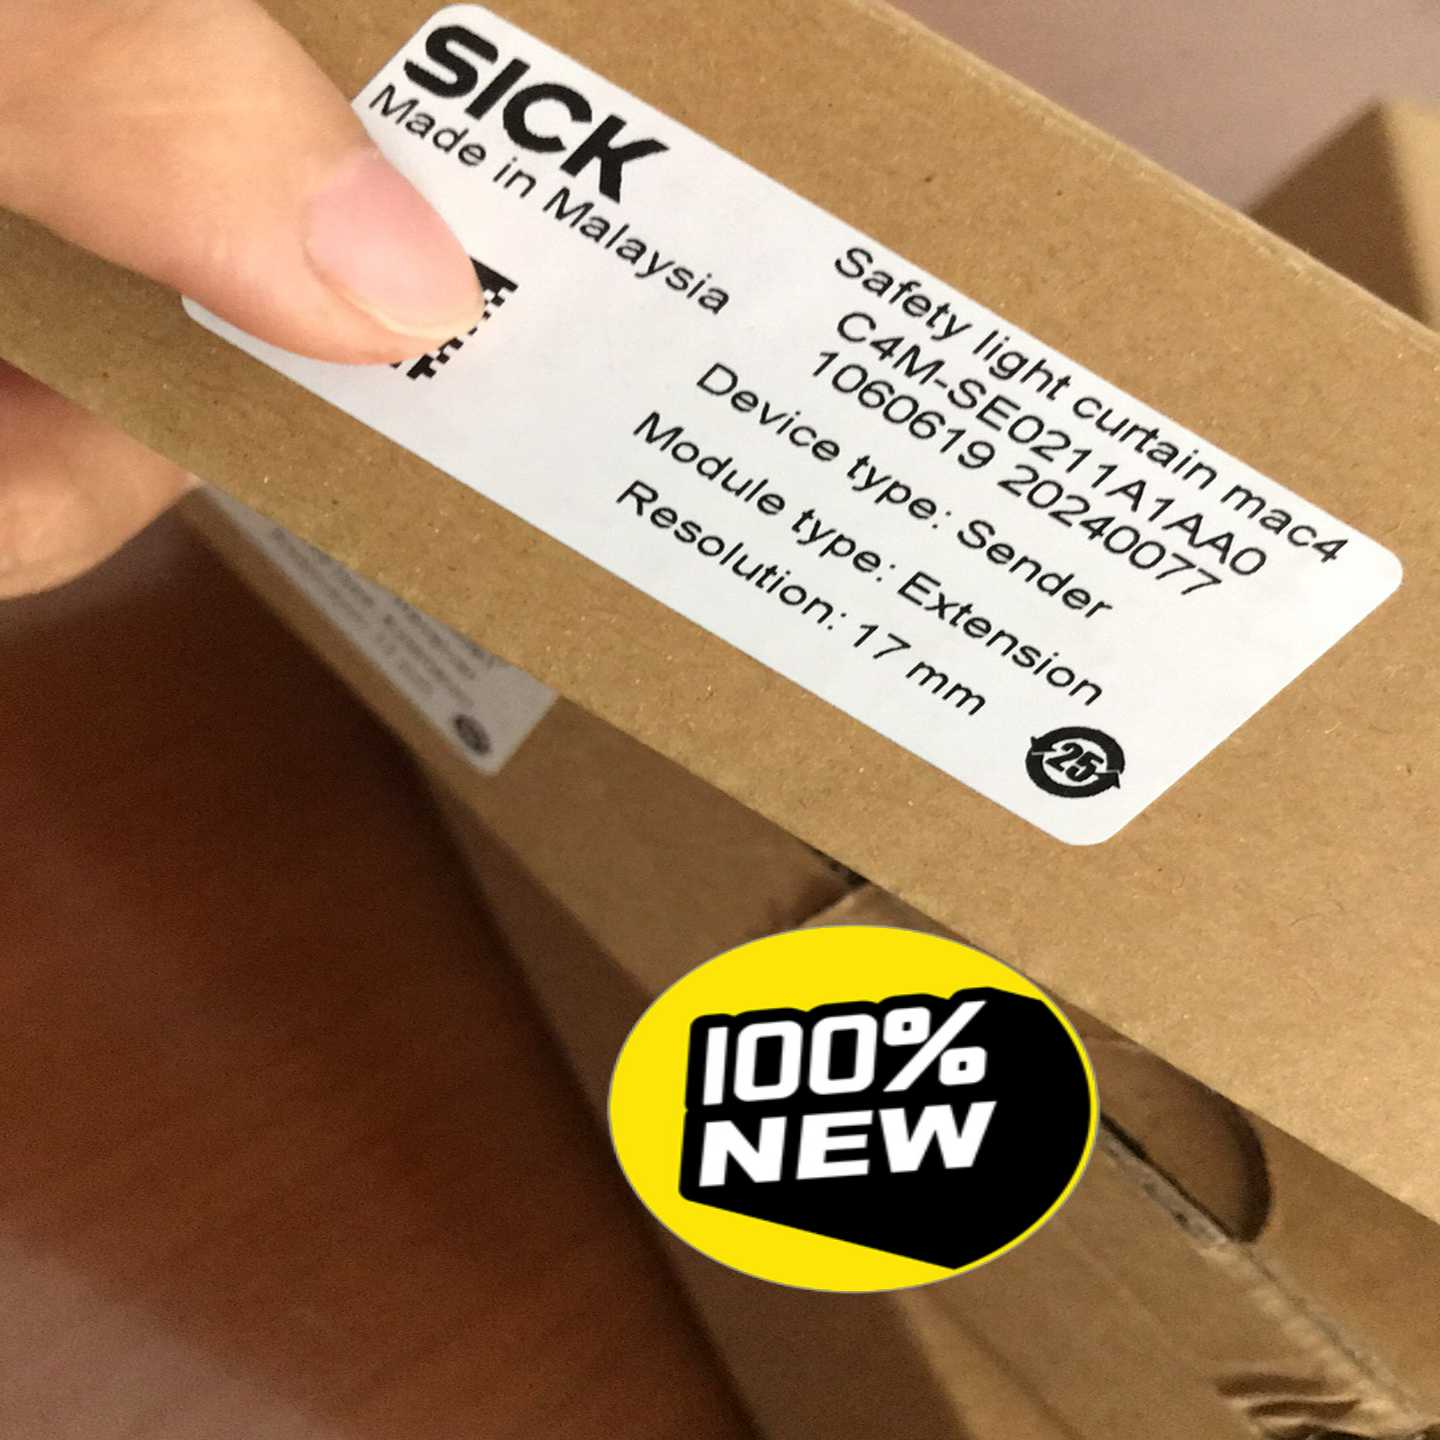 SICK
Made in Malaysia
Safety light curtain mac4
C4M-SE0211A1AA0
1060619 20240077
Device type: Sender
Module type: Extension
Resolution: 17 mm
25
100%
NEW